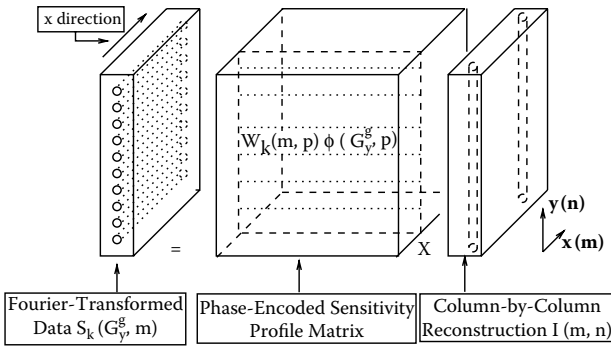 x direction
W_k(m, p) ϕ ( G_y^g, p)
=
X
y (n)
x (m)
Fourier-Transformed
Data S_k (G_y^g, m)
Phase-Encoded Sensitivity
Profile Matrix
Column-by-Column
Reconstruction I (m, n)